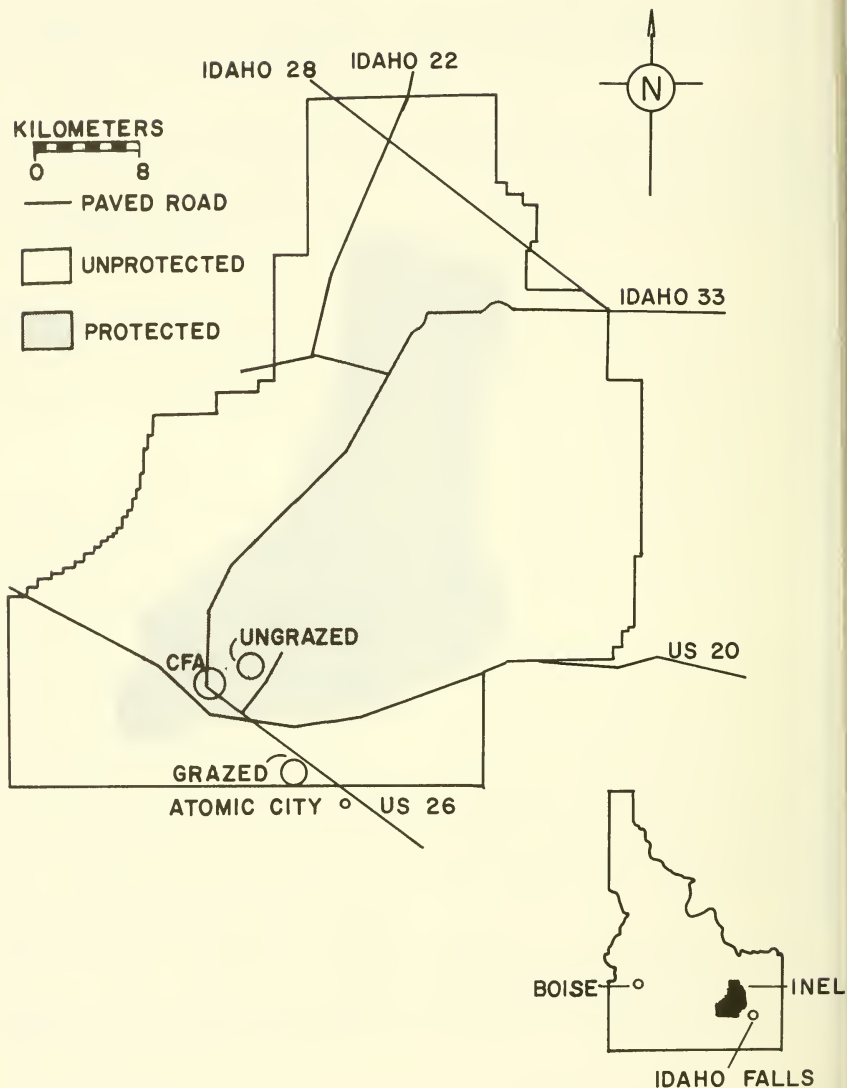 IDAHO 28
IDAHO 22
N
KILOMETERS
0 8
PAVED ROAD
UNPROTECTED
PROTECTED
IDAHO 33
UNGRAZED
CFA
US 20
GRAZED
ATOMIC CITY
US 26
BOISE
INEL
IDAHO FALLS